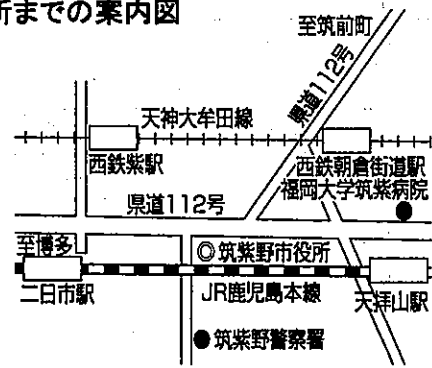 所までの案内図
至筑前町
県道112号
天神大牟田線
西鉄紫駅
西鉄朝倉街道駅
福岡大学筑紫病院
県道112号
至博多
筑紫野市役所
二日市駅
JR鹿児島本線
天拝山駅
筑紫野警察署